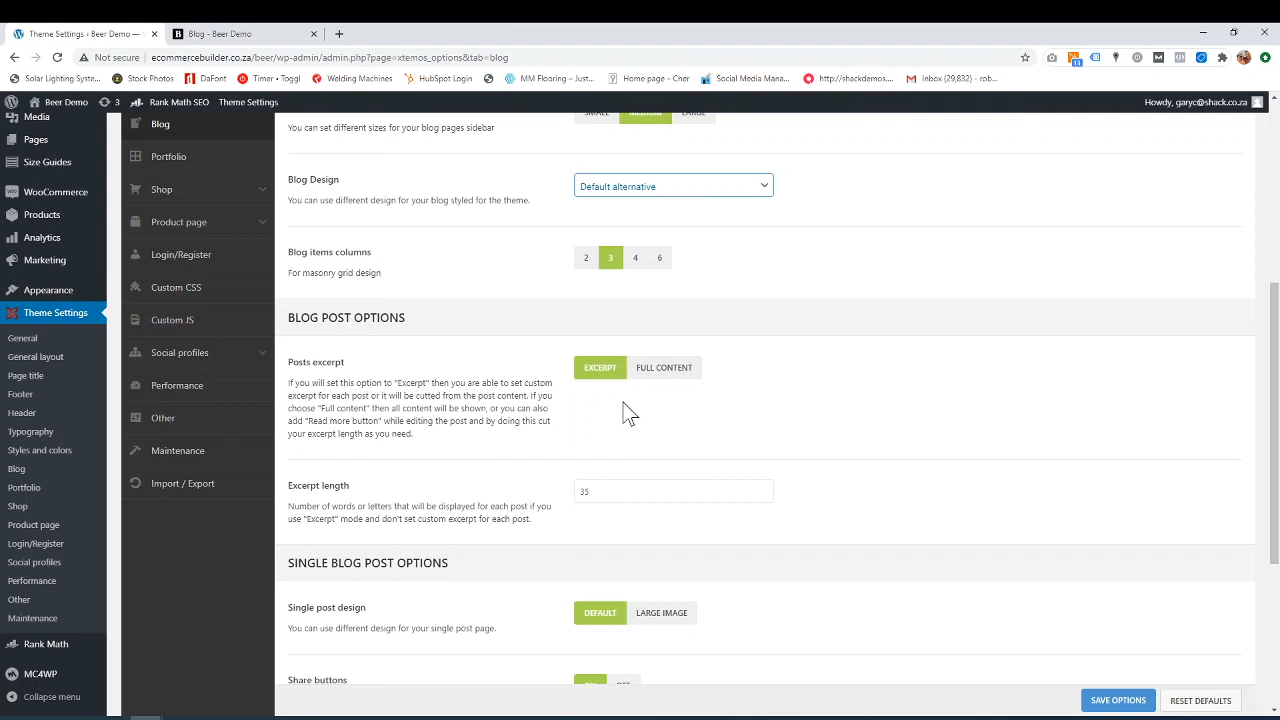 Theme Settings ‹ Beer Demo —
Blog - Beer Demo
Not secure
ecommercebuilder.co.za/beer/wp-admin/admin.php?page=xtemos_options&tab=blog
Solar Lighting Syste...
Stock Photos
DaFont
Timer • Toggl
Welding Machines
HubSpot Login
MM Flooring – Just...
Home page – Cher
Social Media Mana...
http://shackdemos...
Inbox (29,832) - rob...
Beer Demo
3
Rank Math SEO
Theme Settings
Howdy, garyc@shack.co.za
Media
Pages
Size Guides
WooCommerce
Products
Analytics
Marketing
Appearance
Theme Settings
General
General layout
Page title
Footer
Header
Typography
Styles and colors
Blog
Portfolio
Shop
Product page
Login/Register
Social profiles
Performance
Other
Maintenance
Rank Math
MC4WP
Collapse menu
Blog
Portfolio
Shop
Product page
Login/Register
Custom CSS
Custom JS
Social profiles
Performance
Other
Maintenance
Import / Export
SMALL MEDIUM LARGE
You can set different sizes for your blog pages sidebar
Blog Design
Default alternative
You can use different design for your blog styled for the theme.
Blog items columns
2 3 4 6
For masonry grid design
BLOG POST OPTIONS
Posts excerpt
EXCERPT FULL CONTENT
If you will set this option to "Excerpt" then you are able to set custom
excerpt for each post or it will be cutted from the post content. If you
choose "Full content" then all content will be shown, or you can also
add "Read more button" while editing the post and by doing this cut
your excerpt length as you need.
Excerpt length
35
Number of words or letters that will be displayed for each post if you
use "Excerpt" mode and don't set custom excerpt for each post.
SINGLE BLOG POST OPTIONS
Single post design
DEFAULT LARGE IMAGE
You can use different design for your single post page.
Share buttons
ON OFF
SAVE OPTIONS
RESET DEFAULTS